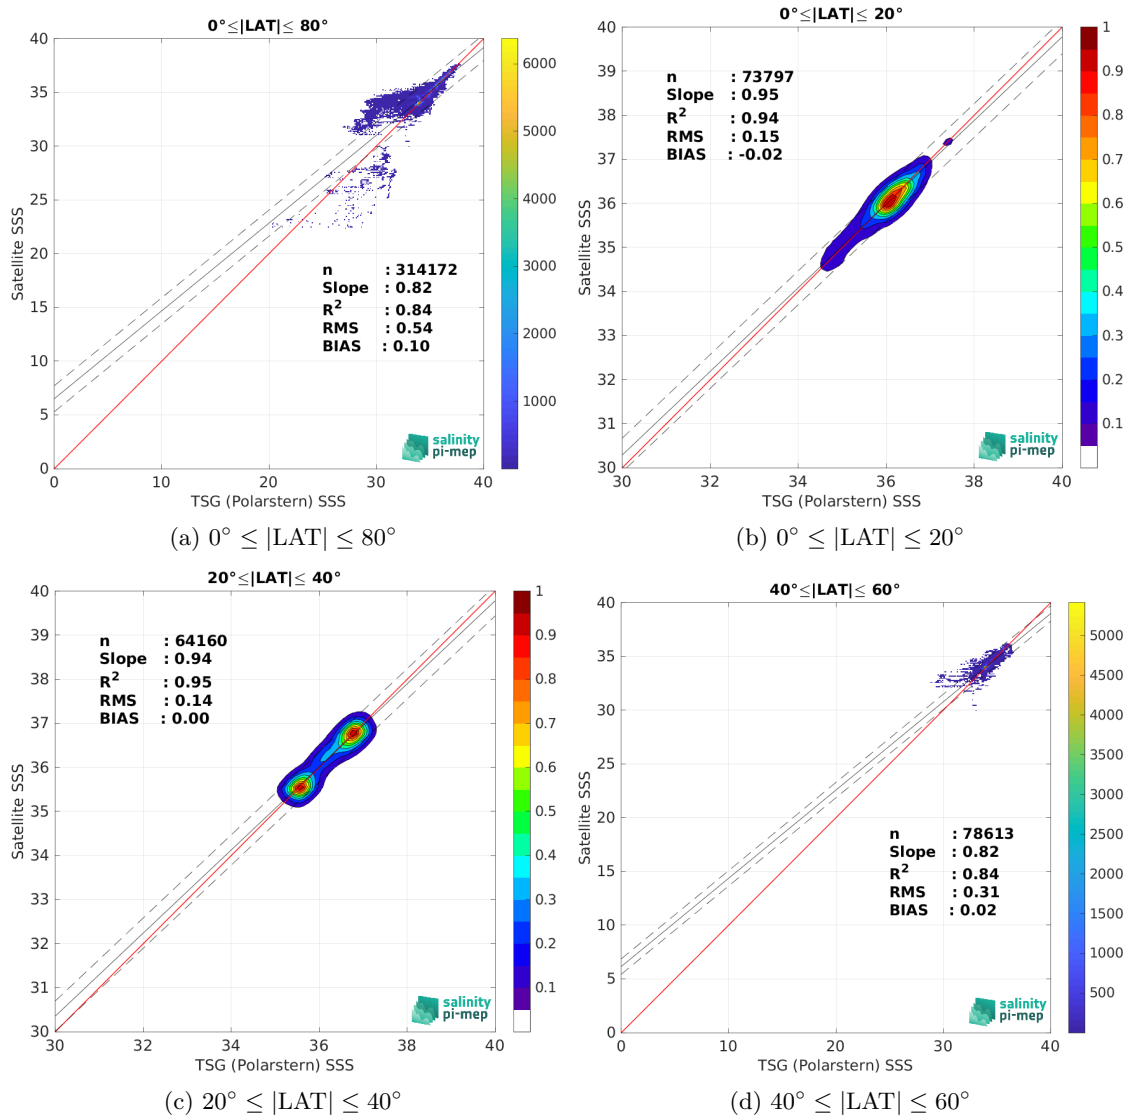 0°≤|LAT|≤ 80°
40
35
30
25
20
15
10
5
0
0
10
20
30
40
Satellite SSS
TSG (Polarstern) SSS
n : 314172
Slope : 0.82
R² : 0.84
RMS : 0.54
BIAS : 0.10
6000
5000
4000
3000
2000
1000
salinity
pi-mep
(a) 0° ≤ |LAT| ≤ 80°
0°≤|LAT|≤ 20°
40
39
38
37
36
35
34
33
32
31
30
30
32
34
36
38
40
Satellite SSS
TSG (Polarstern) SSS
n : 73797
Slope : 0.95
R² : 0.94
RMS : 0.15
BIAS : -0.02
1
0.9
0.8
0.7
0.6
0.5
0.4
0.3
0.2
0.1
salinity
pi-mep
(b) 0° ≤ |LAT| ≤ 20°
20°≤|LAT|≤ 40°
40
39
38
37
36
35
34
33
32
31
30
30
32
34
36
38
40
Satellite SSS
TSG (Polarstern) SSS
n : 64160
Slope : 0.94
R² : 0.95
RMS : 0.14
BIAS : 0.00
1
0.9
0.8
0.7
0.6
0.5
0.4
0.3
0.2
0.1
salinity
pi-mep
(c) 20° ≤ |LAT| ≤ 40°
40°≤|LAT|≤ 60°
40
35
30
25
20
15
10
5
0
0
10
20
30
40
Satellite SSS
TSG (Polarstern) SSS
n : 78613
Slope : 0.82
R² : 0.84
RMS : 0.31
BIAS : 0.02
5000
4500
4000
3500
3000
2500
2000
1500
1000
500
salinity
pi-mep
(d) 40° ≤ |LAT| ≤ 60°